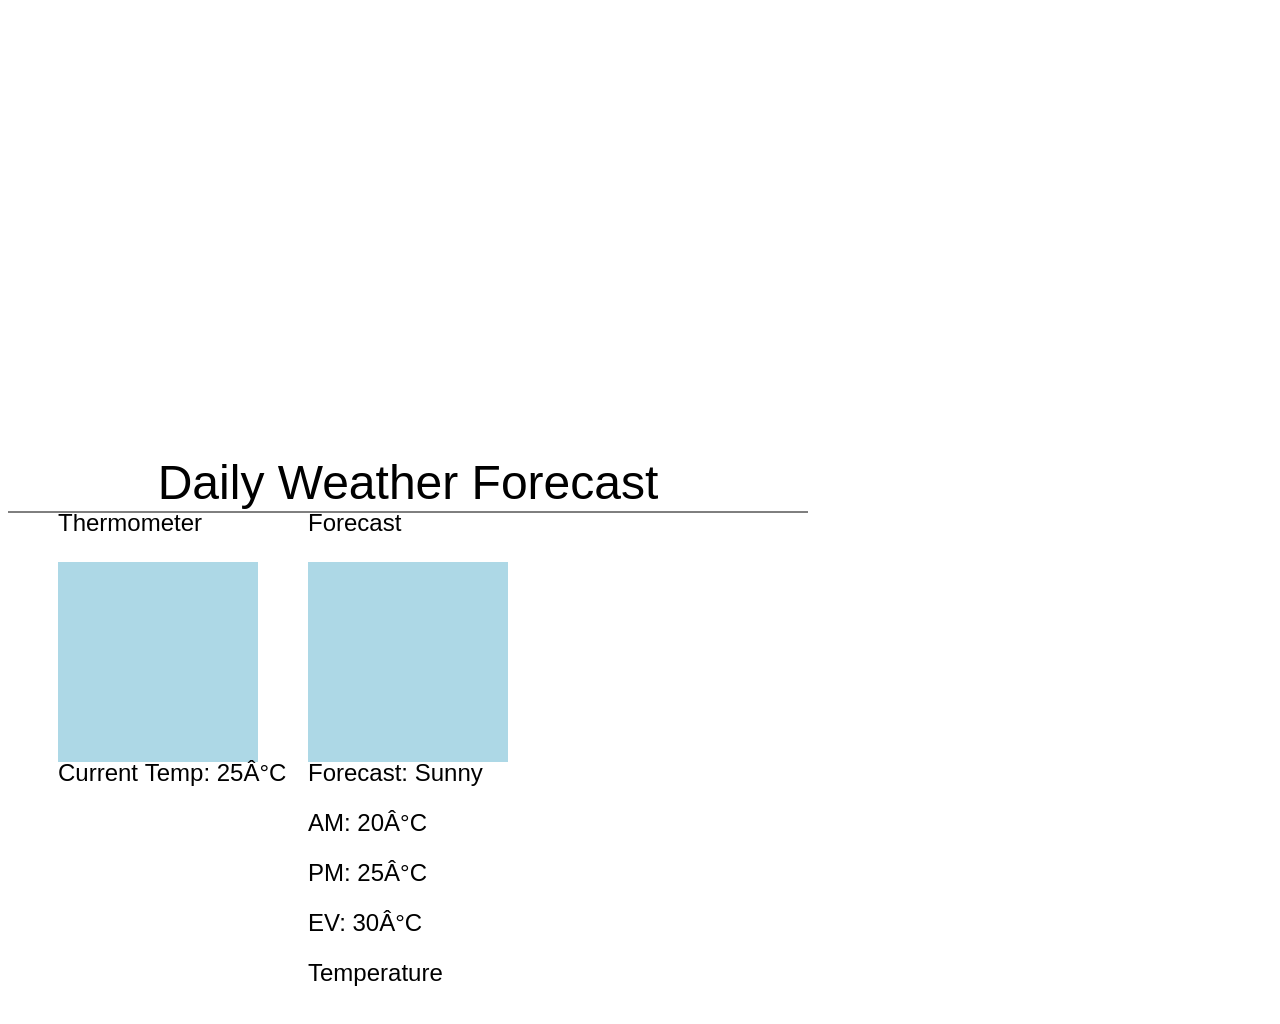 Daily Weather Forecast
Thermometer
Forecast
Current Temp: 25Â°C
Forecast: Sunny
AM: 20Â°C
PM: 25Â°C
EV: 30Â°C
Temperature